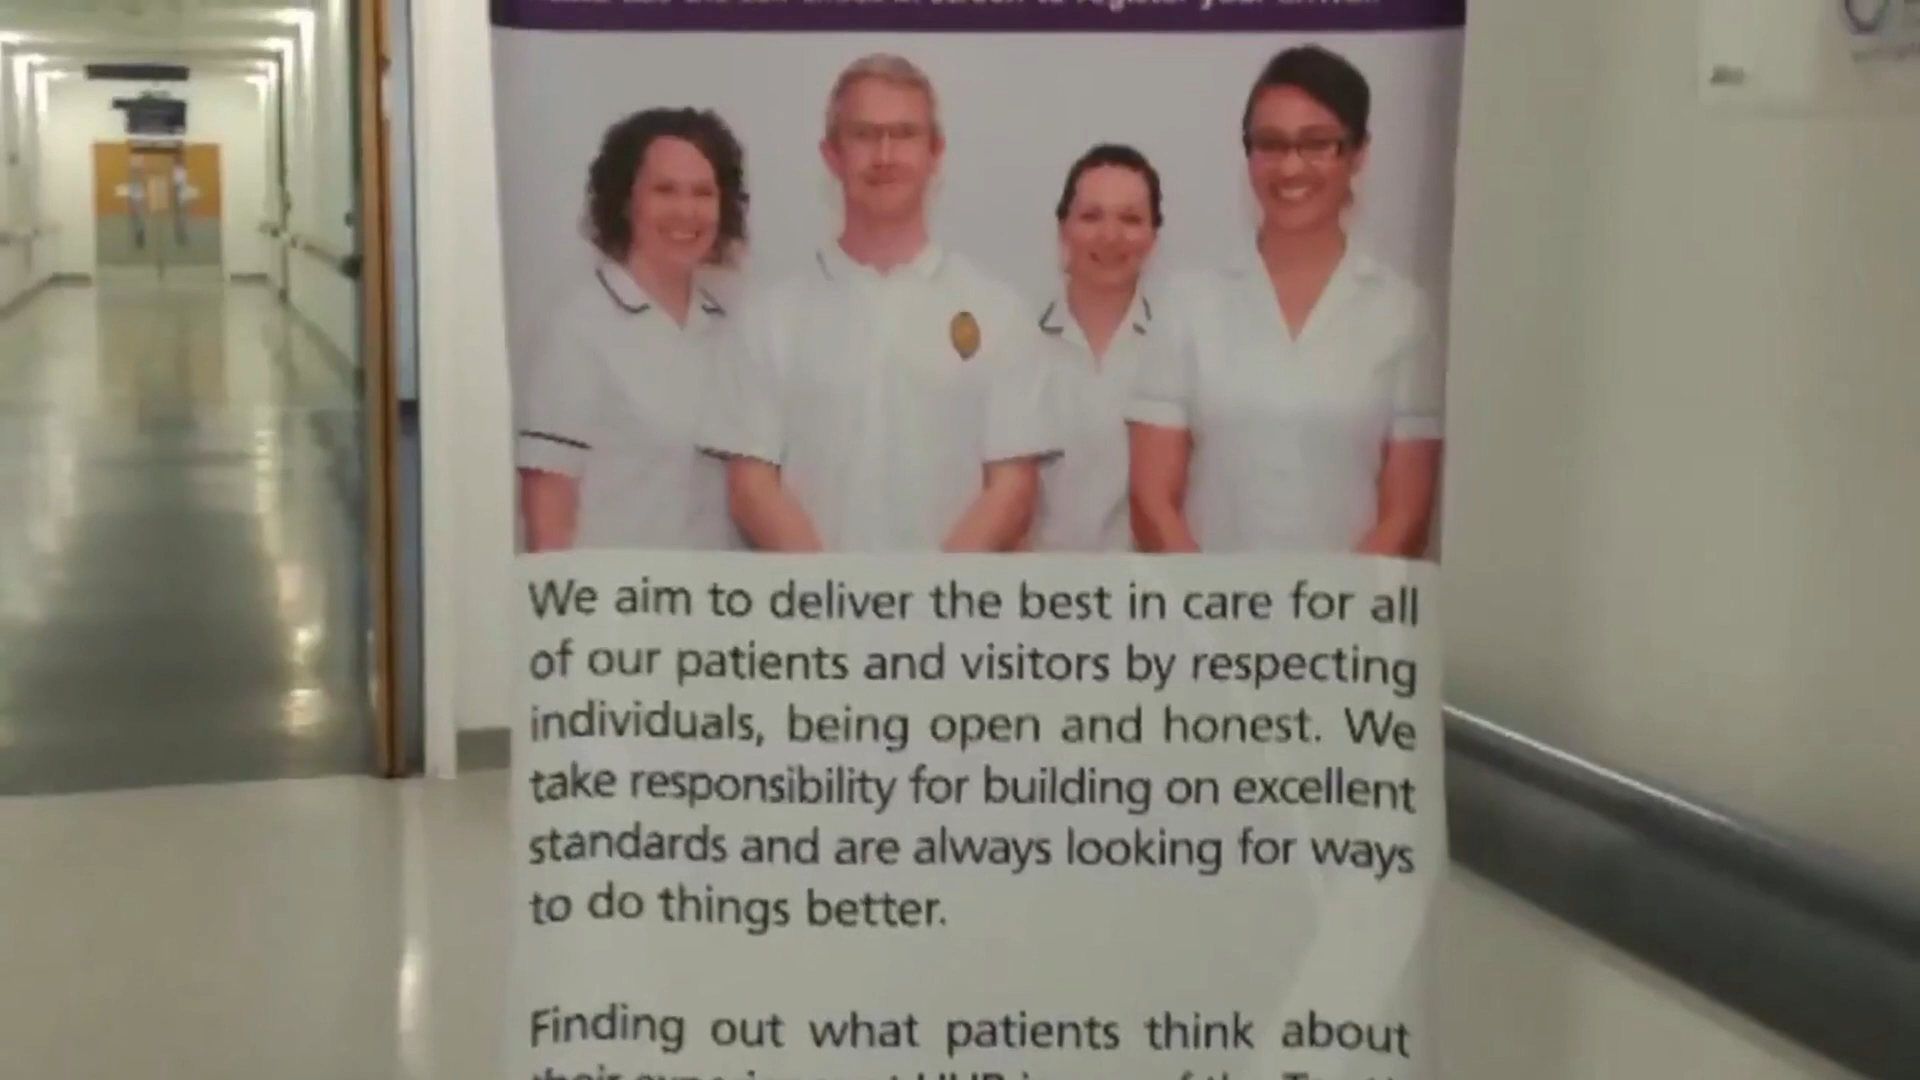 We aim to deliver the best in care for all
of our patients and visitors by respecting
individuals, being open and honest. We
take responsibility for building on excellent
standards and are always looking for ways
to do things better.
Finding out what patients think about